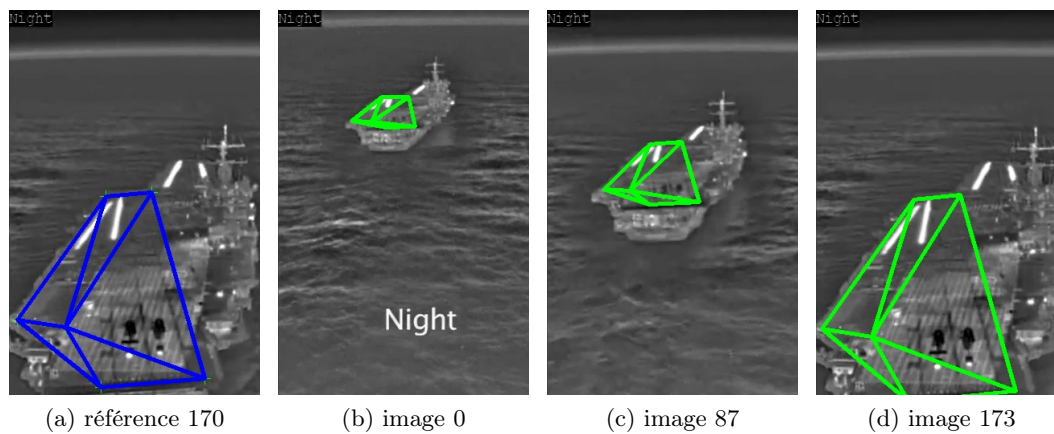 Night
Night
Night
Night
Night
(a) référence 170
(b) image 0
(c) image 87
(d) image 173